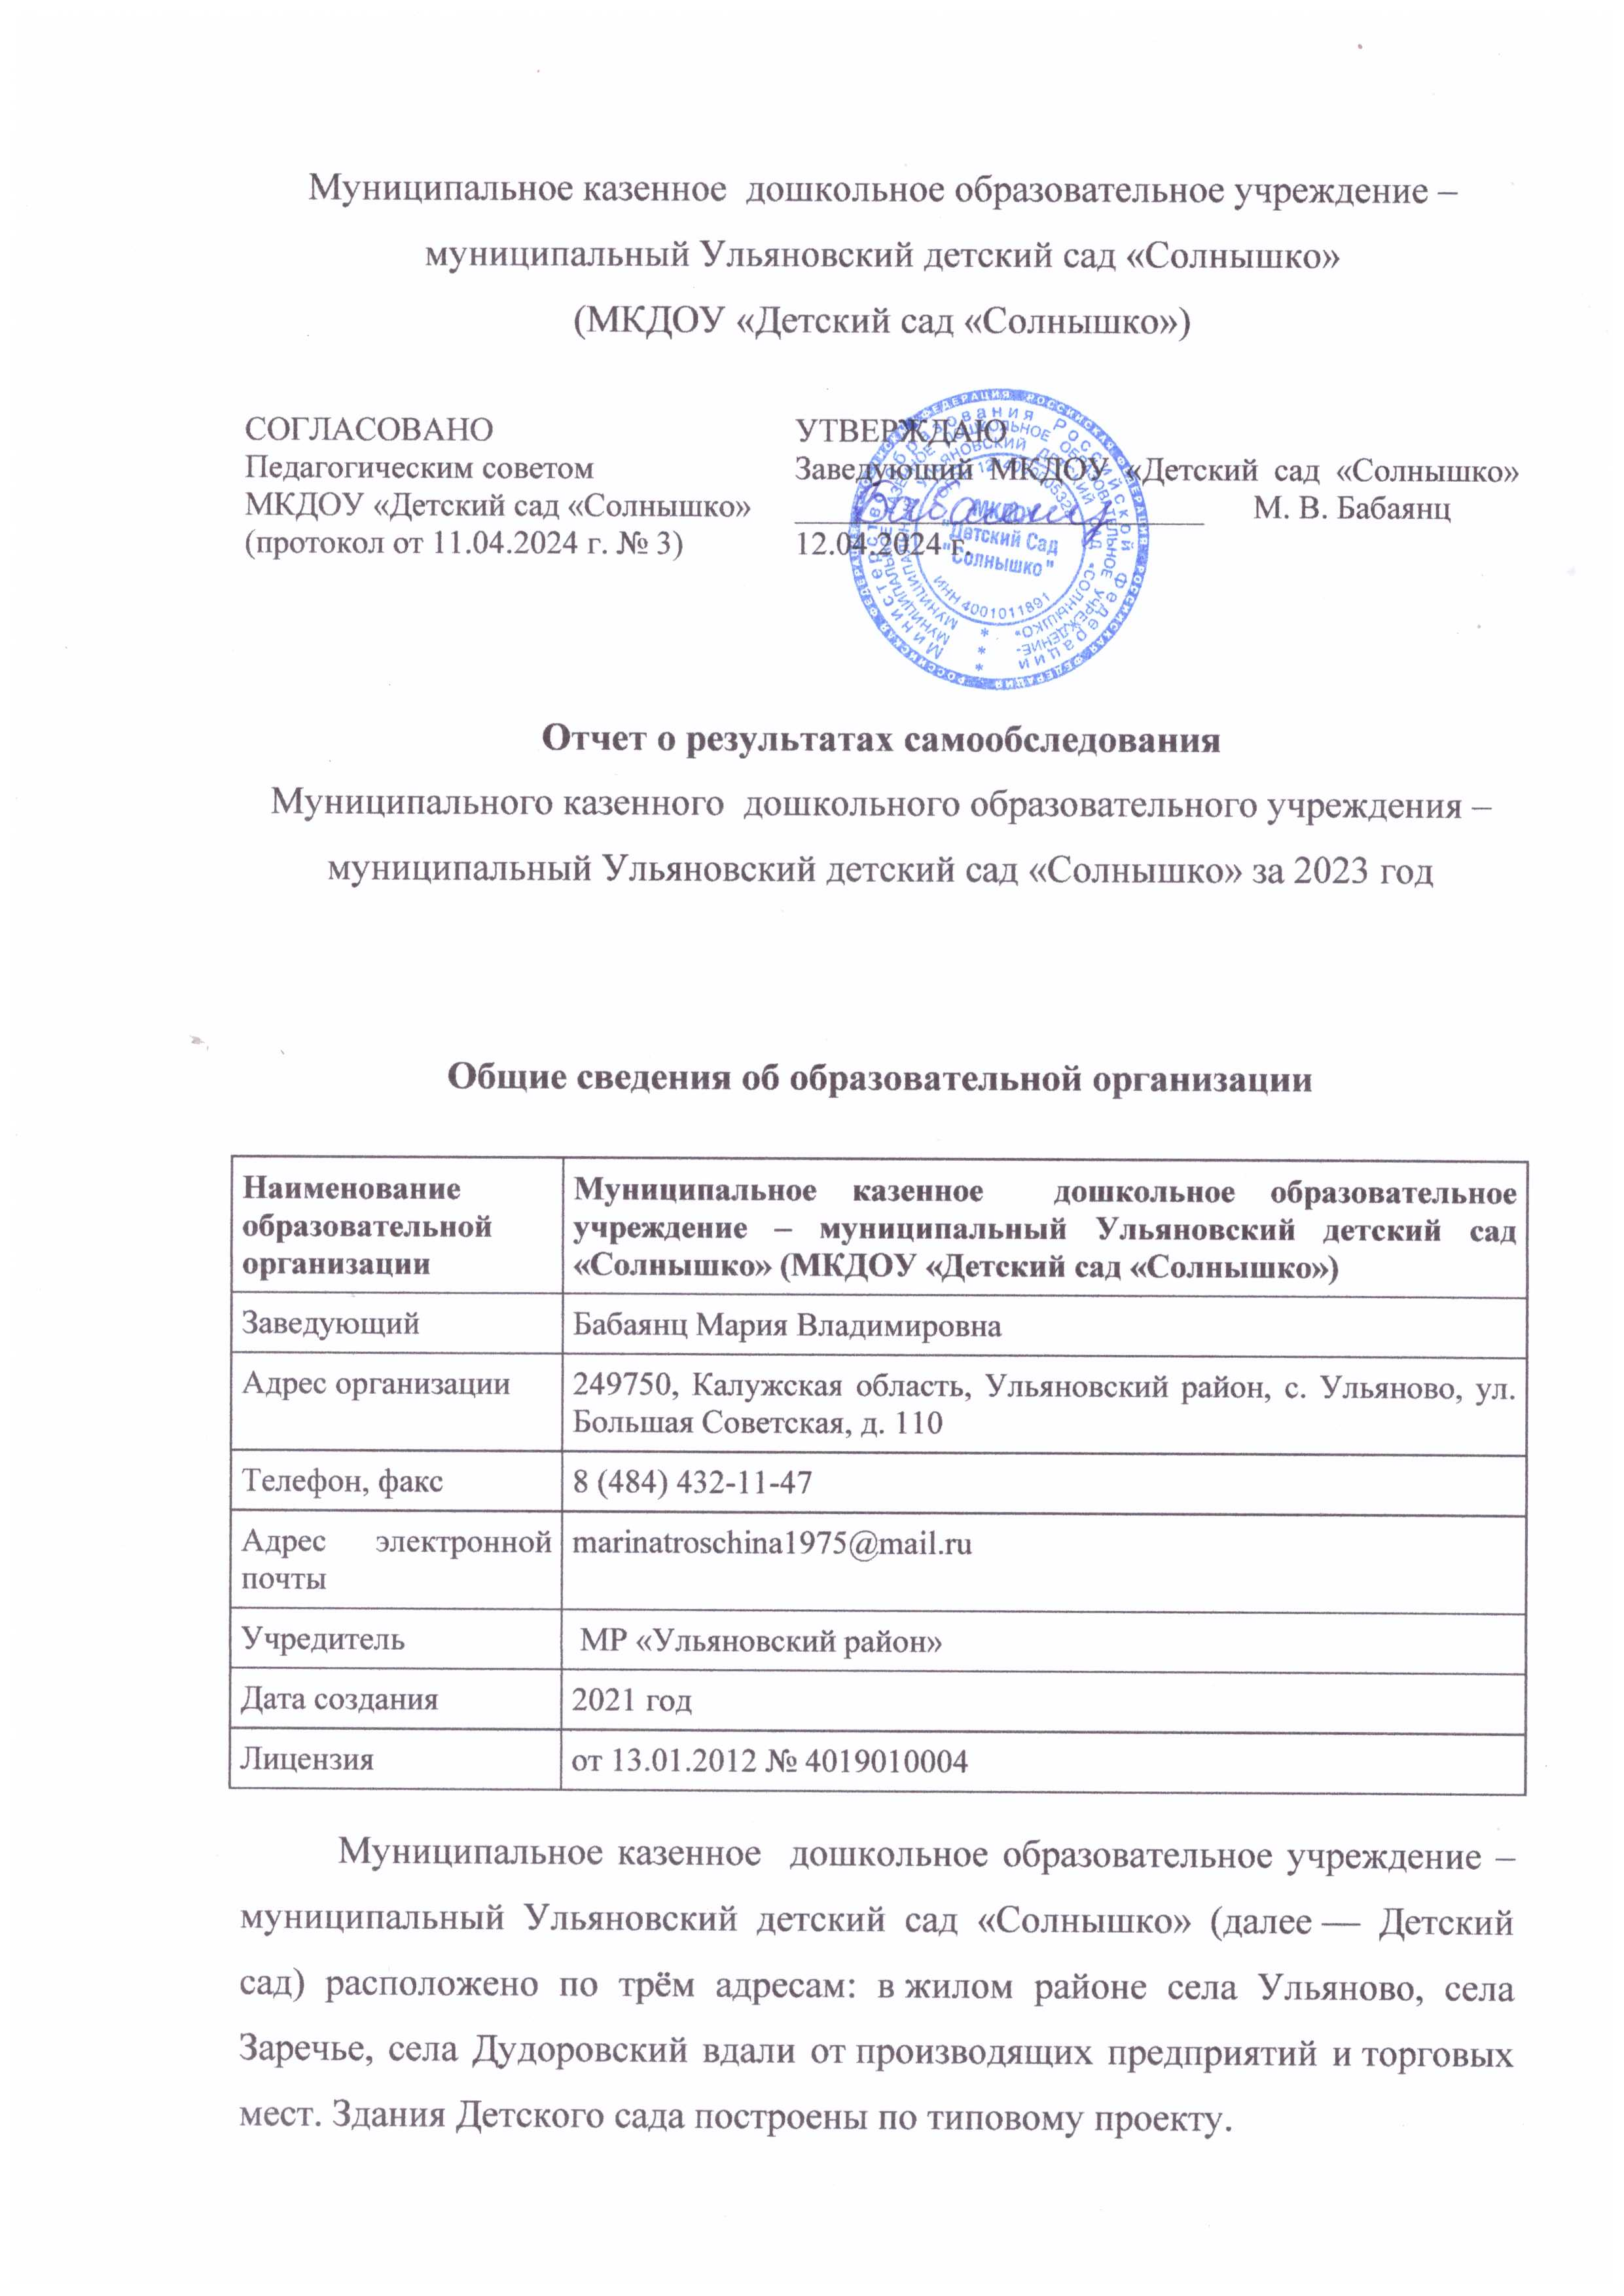 Муниципальное казенное дошкольное образовательное учреждение –
муниципальный Ульяновский детский сад «Солнышко»
(МКДОУ «Детский сад «Солнышко»)
СОГЛАСОВАНО
Педагогическим советом
МКДОУ «Детский сад «Солнышко»
(протокол от 11.04.2024 г. № 3)
УТВЕРЖДАЮ
Заведующий МКДОУ «Детский сад «Солнышко»
М. В. Бабаянц
12.04.2024 г.
МКДОУ
"Детский Сад
"Солнышко"
ИНН 4001011891
Отчет о результатах самообследования
Муниципального казенного дошкольного образовательного учреждения –
муниципальный Ульяновский детский сад «Солнышко» за 2023 год
Общие сведения об образовательной организации
Наименование
образовательной
организации
Муниципальное казенное дошкольное образовательное
учреждение – муниципальный Ульяновский детский сад
«Солнышко» (МКДОУ «Детский сад «Солнышко»)
Заведующий
Бабаянц Мария Владимировна
Адрес организации
249750, Калужская область, Ульяновский район, с. Ульяново, ул.
Большая Советская, д. 110
Телефон, факс
8 (484) 432-11-47
Адрес электронной
почты
marinatroschina1975@mail.ru
Учредитель
МР «Ульяновский район»
Дата создания
2021 год
Лицензия
от 13.01.2012 № 4019010004
Муниципальное казенное дошкольное образовательное учреждение –
муниципальный Ульяновский детский сад «Солнышко» (далее — Детский
сад) расположено по трём адресам: в жилом районе села Ульяново, села
Заречье, села Дудоровский вдали от производящих предприятий и торговых
мест. Здания Детского сада построены по типовому проекту.